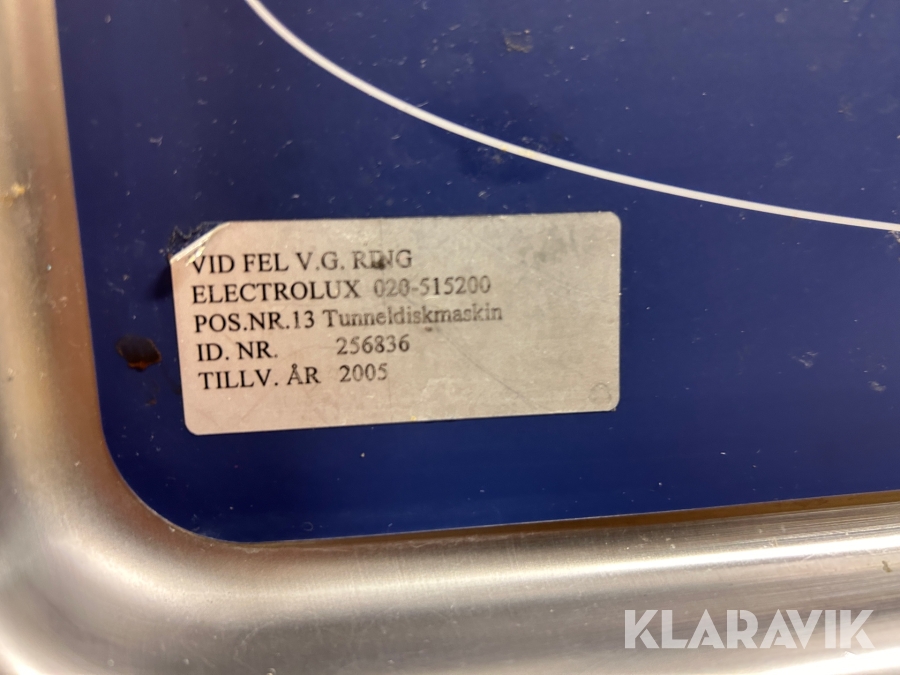 VID FEL V.G. RING
ELECTROLUX 020-515200
POS.NR.13 Tunneldiskmaskin
ID. NR. 256836
TILLV. ÅR 2005
KLARAVIK